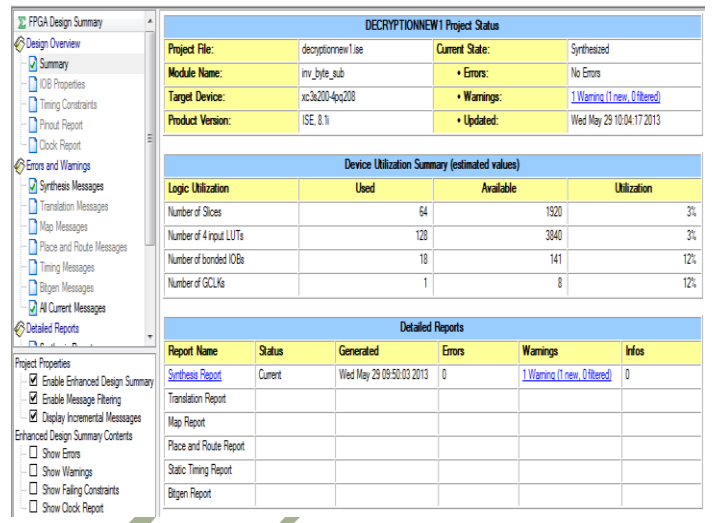 FPGA Design Summary
Design Overview
Summary
IOB Properties
Timing Constraints
Pinout Report
Clock Report
Errors and Warnings
Synthesis Messages
Translation Messages
Map Messages
Place and Route Messages
Timing Messages
Bitgen Messages
All Current Messages
Detailed Reports
Project Properties
Enable Enhanced Design Summary
Enable Message Filtering
Display Incremental Messsages
Enhanced Design Summary Contents
Show Errors
Show Warnings
Show Failing Constraints
Show Clock Report
DECRYPTIONNEW1 Project Status
Project File: decryptionnew1.ise Current State: Synthesized
Module Name: inv_byte_sub • Errors: No Errors
Target Device: xc3s200-4pq208 • Warnings: 1 Warning (1 new, 0 filtered)
Product Version: ISE, 8.1i • Updated: Wed May 29 10:04:17 2013
Device Utilization Summary (estimated values)
Logic Utilization Used Available Utilization
Number of Slices 64 1920 3%
Number of 4 input LUTs 128 3840 3%
Number of bonded IOBs 18 141 12%
Number of GCLKs 1 8 12%
Detailed Reports
Report Name Status Generated Errors Warnings Infos
Synthesis Report Current Wed May 29 09:50:03 2013 0 1 Warning (1 new, 0 filtered) 0
Translation Report
Map Report
Place and Route Report
Static Timing Report
Bitgen Report